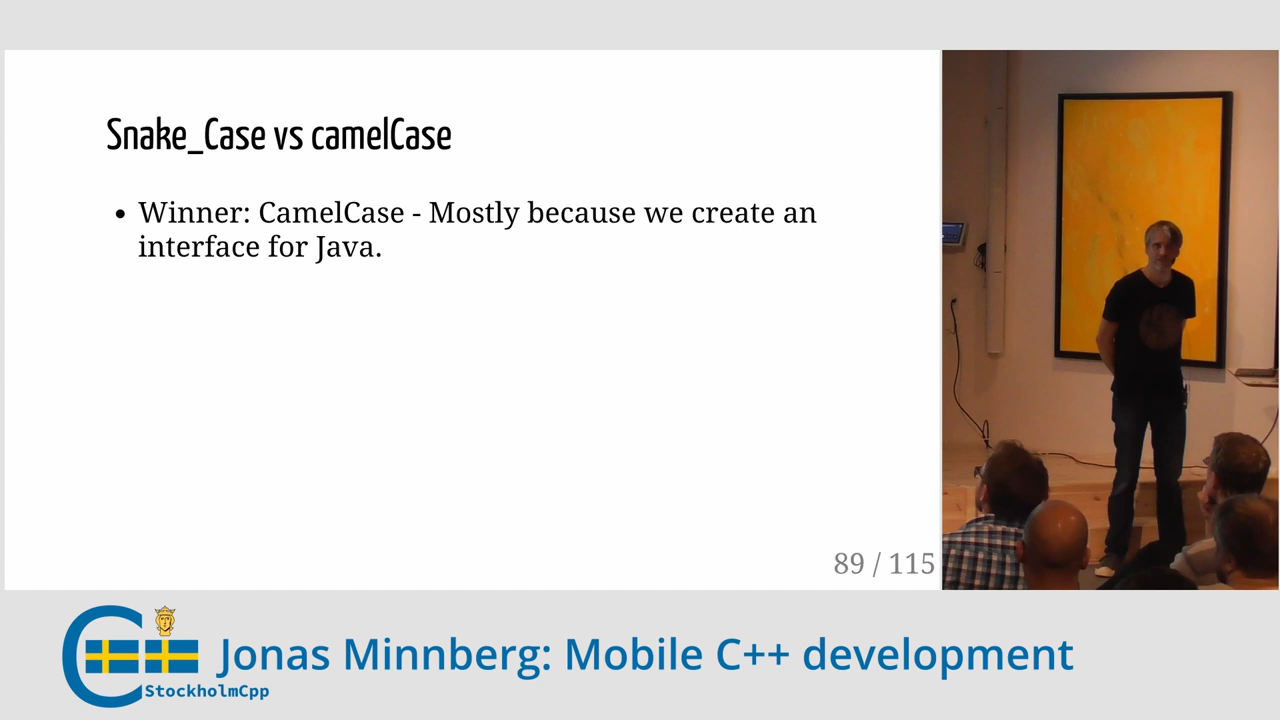 Snake_Case vs camelCase
• Winner: CamelCase - Mostly because we create an
interface for Java.
89 / 115
Jonas Minnberg: Mobile C++ development
StockholmCpp